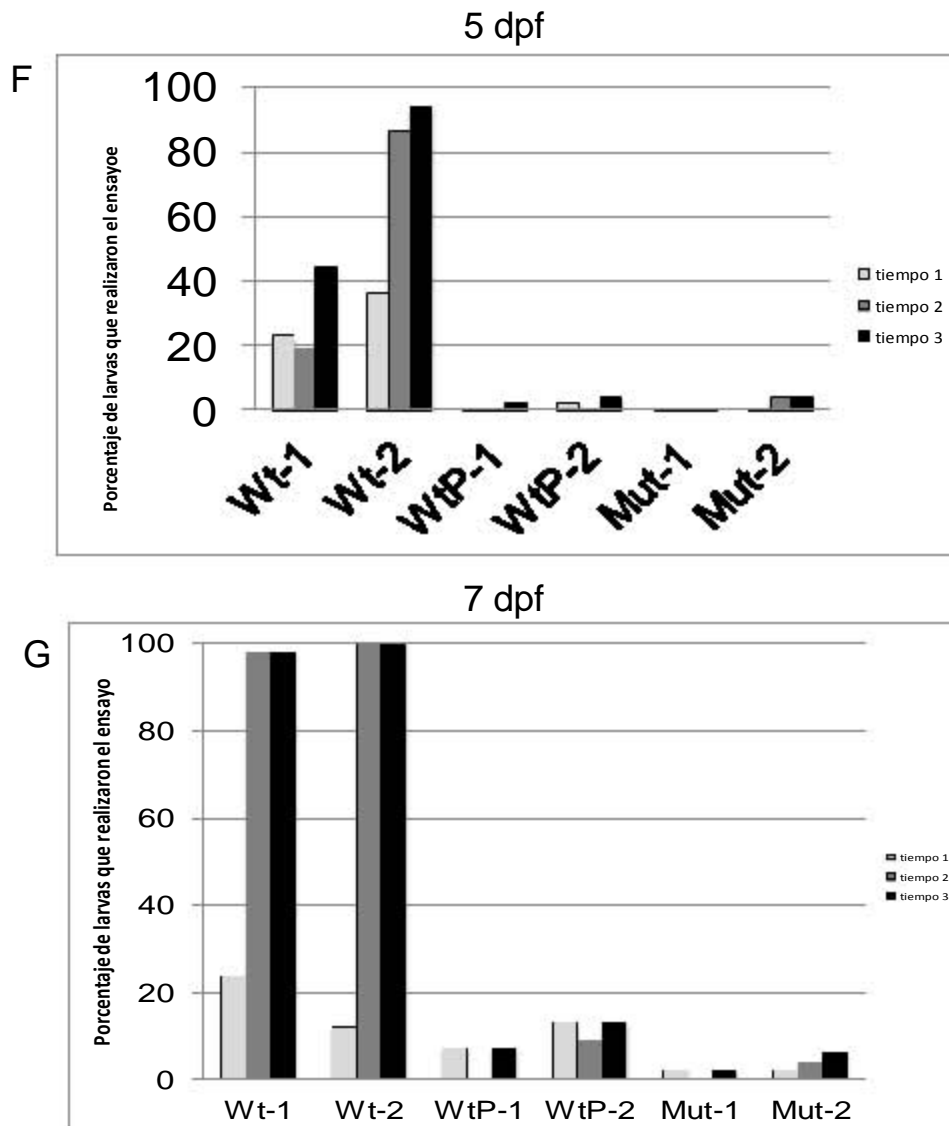 5 dpf
F
Porcentaje de larvas que realizaron el ensayoe
100
80
60
40
20
0
Wt-1
Wt-2
WtP-1
WtP-2
Mut-1
Mut-2
tiempo 1
tiempo 2
tiempo 3
7 dpf
G
Porcentaje de larvas que realizaron el ensayo
100
80
60
40
20
0
Wt-1
Wt-2
WtP-1
WtP-2
Mut-1
Mut-2
tiempo 1
tiempo 2
tiempo 3